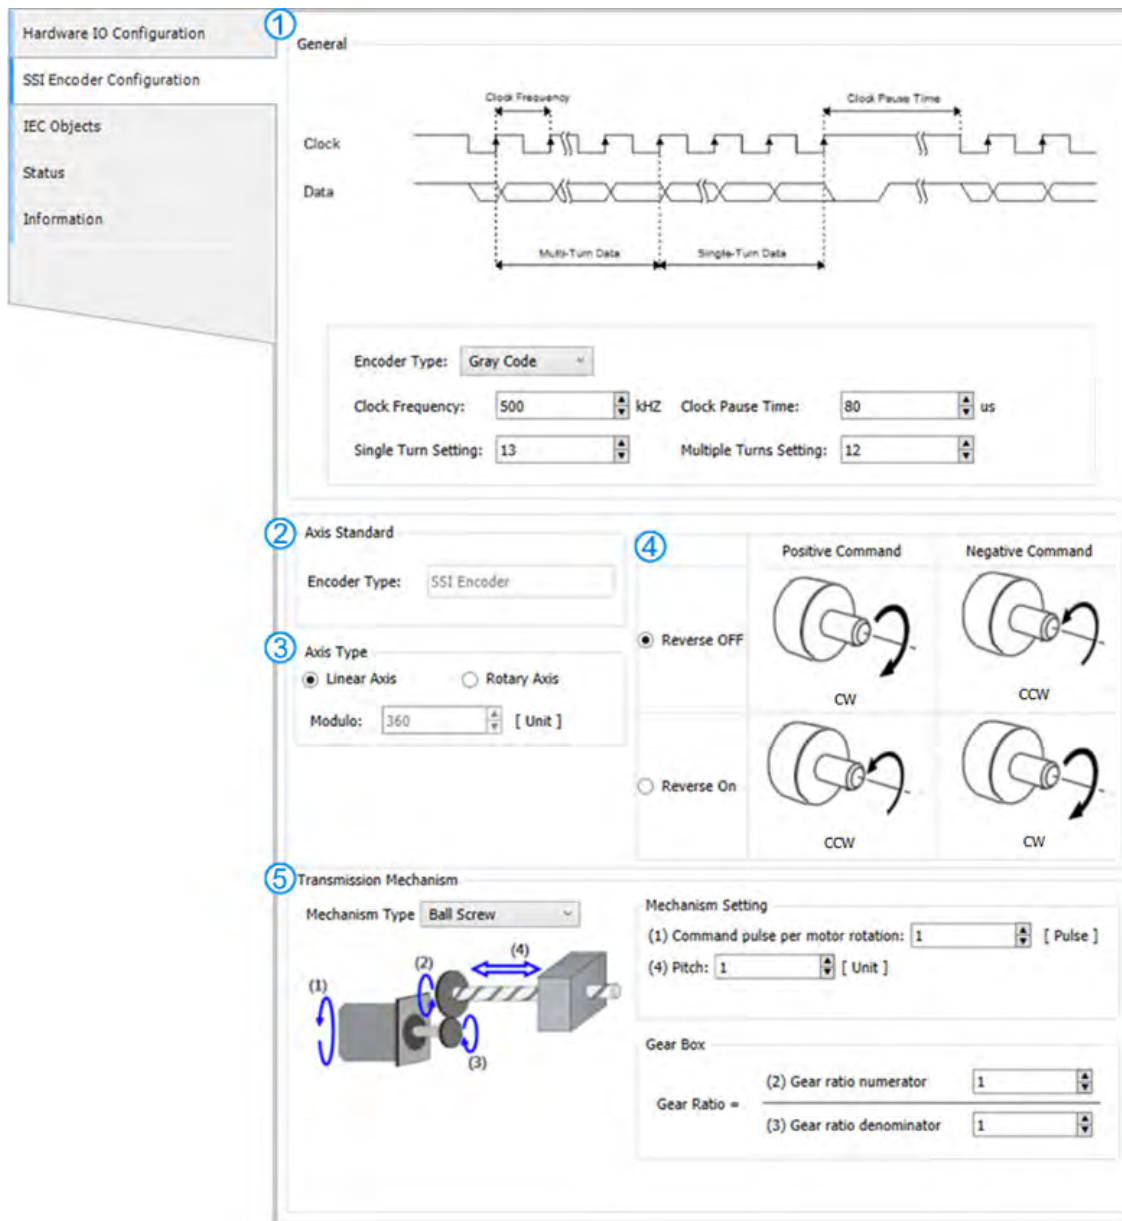 Hardware IO Configuration
SSI Encoder Configuration
IEC Objects
Status
Information
1
General
Clock Frequency
Clock Pause Time
Clock
Data
Multi-Turn Data
Single-Turn Data
Encoder Type: Gray Code
Clock Frequency: 500 kHZ Clock Pause Time: 80 us
Single Turn Setting: 13 Multiple Turns Setting: 12
2 Axis Standard
Encoder Type: SSI Encoder
3 Axis Type
Linear Axis Rotary Axis
Modulo: 360 [ Unit ]
4 Positive Command Negative Command
Reverse OFF
CW CCW
Reverse On
CCW CW
5 Transmission Mechanism
Mechanism Type Ball Screw
(1)
(2)
(4)
(3)
Mechanism Setting
(1) Command pulse per motor rotation: 1 [ Pulse ]
(4) Pitch: 1 [ Unit ]
Gear Box
(2) Gear ratio numerator 1
Gear Ratio =
(3) Gear ratio denominator 1